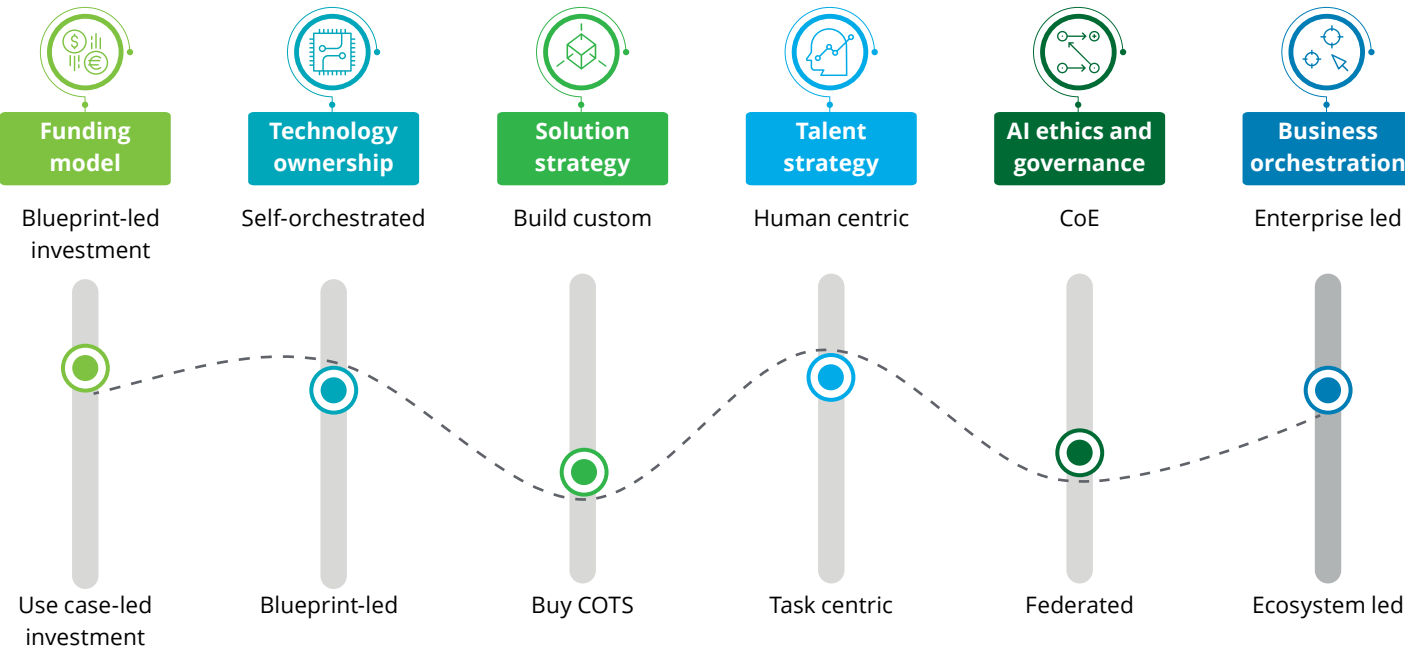 Funding
model
Technology
ownership
Solution
strategy
Talent
strategy
AI ethics and
governance
Business
orchestration
Blueprint-led
investment
Self-orchestrated
Build custom
Human centric
CoE
Enterprise led
Use case-led
investment
Blueprint-led
Buy COTS
Task centric
Federated
Ecosystem led